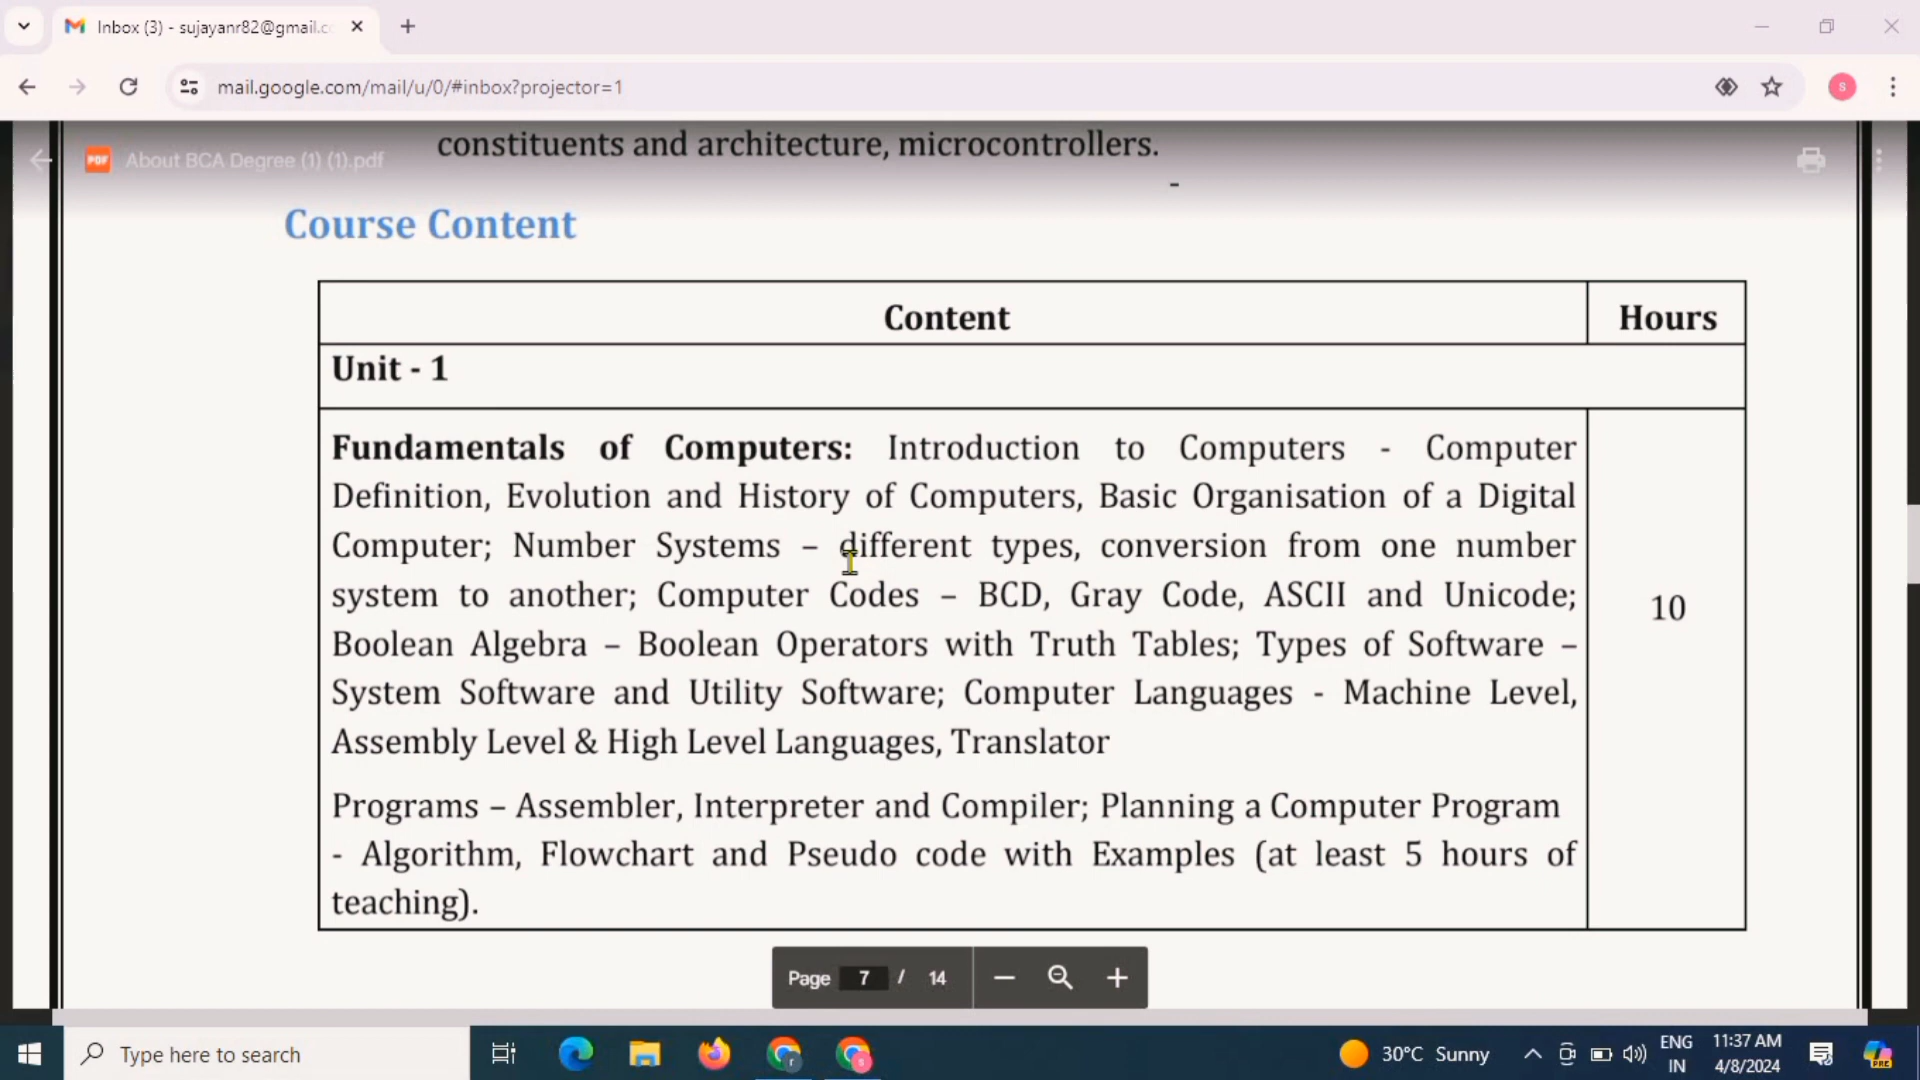 Inbox (3) - sujayanr82@gmail.c
mail.google.com/mail/u/0/#inbox?projector=1
S
constituents and architecture, microcontrollers.
PDF About BCA Degree (1) (1).pdf
-
Course Content
Content Hours
Unit - 1
Fundamentals of Computers: Introduction to Computers - Computer
Definition, Evolution and History of Computers, Basic Organisation of a Digital
Computer; Number Systems – different types, conversion from one number
system to another; Computer Codes – BCD, Gray Code, ASCII and Unicode;
Boolean Algebra – Boolean Operators with Truth Tables; Types of Software –
System Software and Utility Software; Computer Languages - Machine Level,
Assembly Level & High Level Languages, Translator
10
Programs – Assembler, Interpreter and Compiler; Planning a Computer Program
- Algorithm, Flowchart and Pseudo code with Examples (at least 5 hours of
teaching).
Page 7 / 14
Type here to search
30°C Sunny
ENG
IN
11:37 AM
4/8/2024
PRE